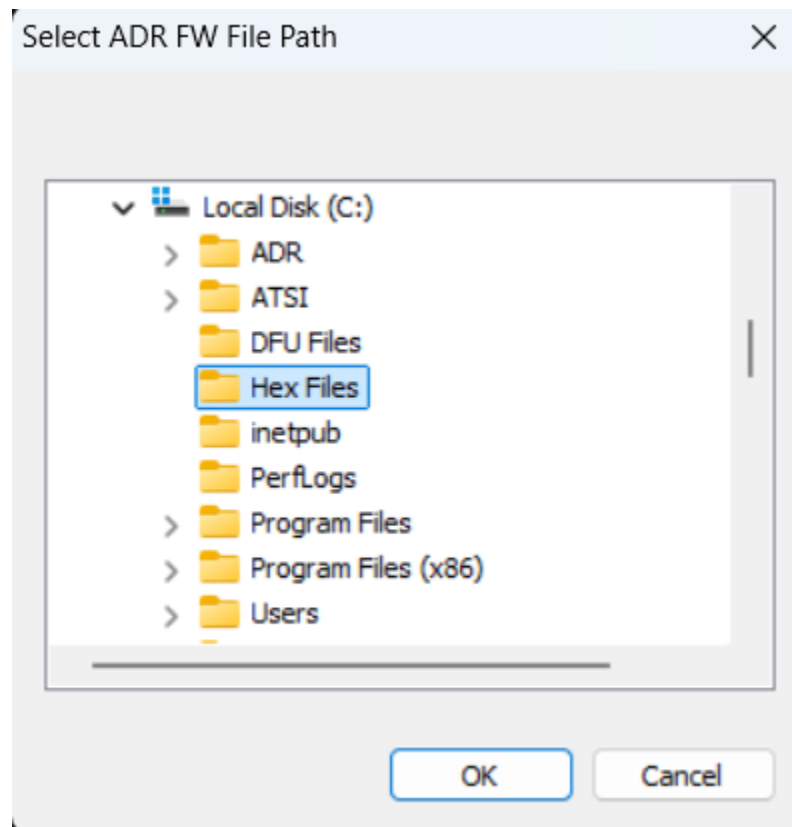 Select ADR FW File Path
Local Disk (C:)
ADR
ATSI
DFU Files
Hex Files
inetpub
PerfLogs
Program Files
Program Files (x86)
Users
OK
Cancel